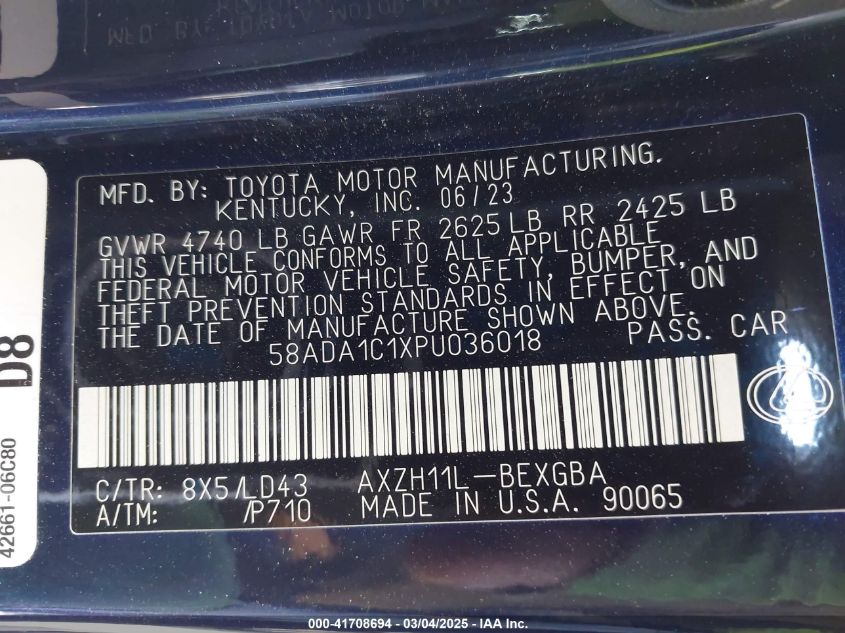 MFD. BY: TOYOTA MOTOR MANUFACTURING.
KENTUCKY, INC. 06/23
GVWR 4740 LB GAWR FR 2625 LB RR 2425 LB
THIS VEHICLE CONFORMS TO ALL APPLICABLE
FEDERAL MOTOR VEHICLE SAFETY, BUMPER, AND
THEFT PREVENTION STANDARDS IN EFFECT ON
THE DATE OF MANUFACTURE SHOWN ABOVE.
58ADA1C1XPU036018 PASS. CAR
C/TR: 8X5/LD43 AXZH11L-BEXGBA
A/TM: /P710 M.F.D. IN U.S.A. 90065
D8
42661-06C80
000-41708694 - 03/04/2025 - IAA Inc.